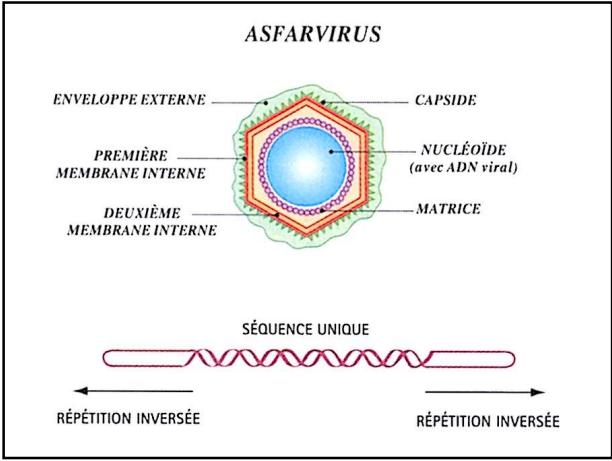 ASFARVIRUS
ENVELOPPE EXTERNE
CAPSIDE
PREMIÈRE
MEMBRANE INTERNE
NUCLÉOÏDE
(avec ADN viral)
DEUXIÈME
MEMBRANE INTERNE
MATRICE
SÉQUENCE UNIQUE
RÉPÉTITION INVERSÉE
RÉPÉTITION INVERSÉE